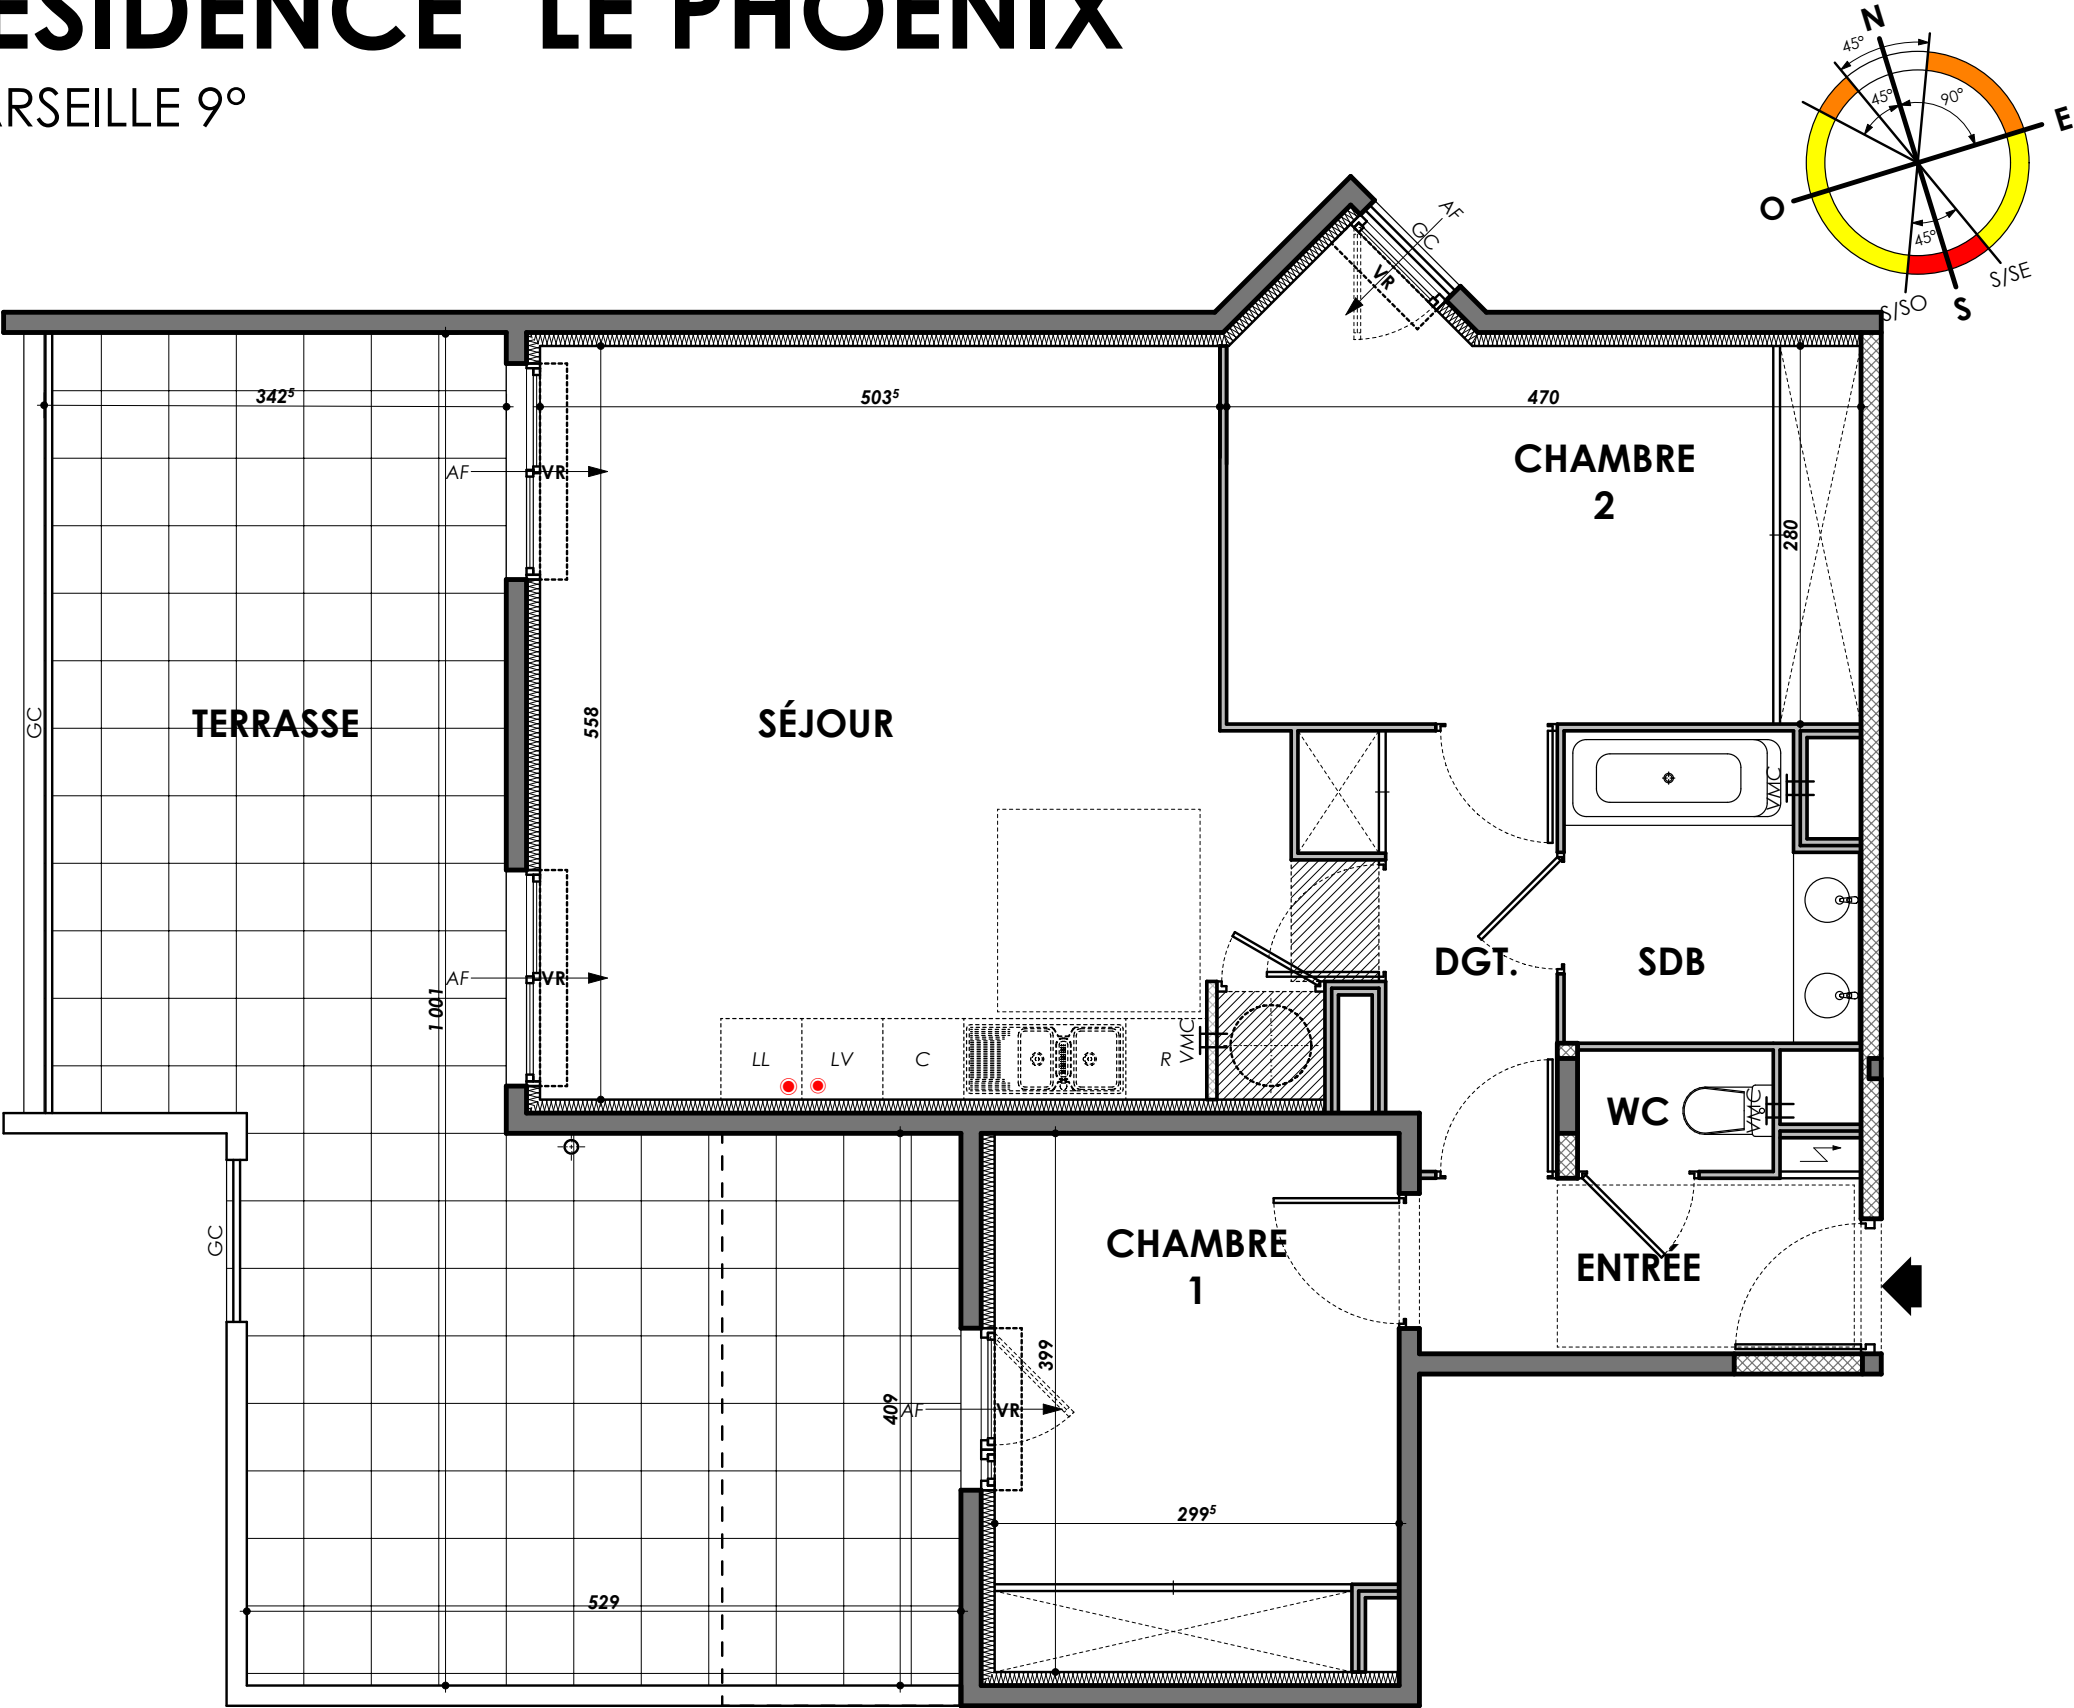 ESIDENCE LE PHOENIX
ARSEILLE 9°
N
45°
45°
90°
E
O
45°
S/SE
S/SO
S
AF
GC
VR
342⁵
503⁵
470
CHAMBRE
2
AF
VR
280
GC
TERRASSE
558
SÉJOUR
VMC
AF
VR
1 001
DGT.
SDB
LL
LV
C
R
VMC
WC
VMC
GC
CHAMBRE
1
ENTRÉE
399
409
AF
VR
299⁵
529